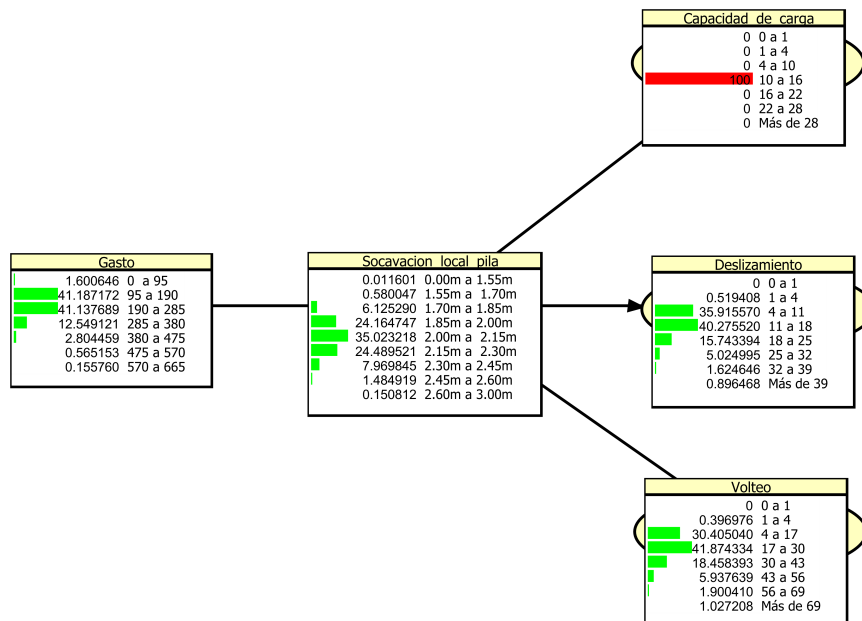 Capacidad de carga
0 0 a 1
0 1 a 4
0 4 a 10
100 10 a 16
0 16 a 22
0 22 a 28
0 Más de 28
Gasto
1.600646 0 a 95
41.187172 95 a 190
41.137689 190 a 285
12.549121 285 a 380
2.804459 380 a 475
0.565153 475 a 570
0.155760 570 a 665
Socavacion local pila
0.011601 0.00m a 1.55m
0.580047 1.55m a 1.70m
6.125290 1.70m a 1.85m
24.164747 1.85m a 2.00m
35.023218 2.00m a 2.15m
24.489521 2.15m a 2.30m
7.969845 2.30m a 2.45m
1.484919 2.45m a 2.60m
0.150812 2.60m a 3.00m
Deslizamiento
0 0 a 1
0.519408 1 a 4
35.915570 4 a 11
40.275520 11 a 18
15.743394 18 a 25
5.024995 25 a 32
1.624646 32 a 39
0.896468 Más de 39
Volteo
0 0 a 1
0.396976 1 a 4
30.405040 4 a 17
41.874334 17 a 30
18.458393 30 a 43
5.937639 43 a 56
1.900410 56 a 69
1.027208 Más de 69